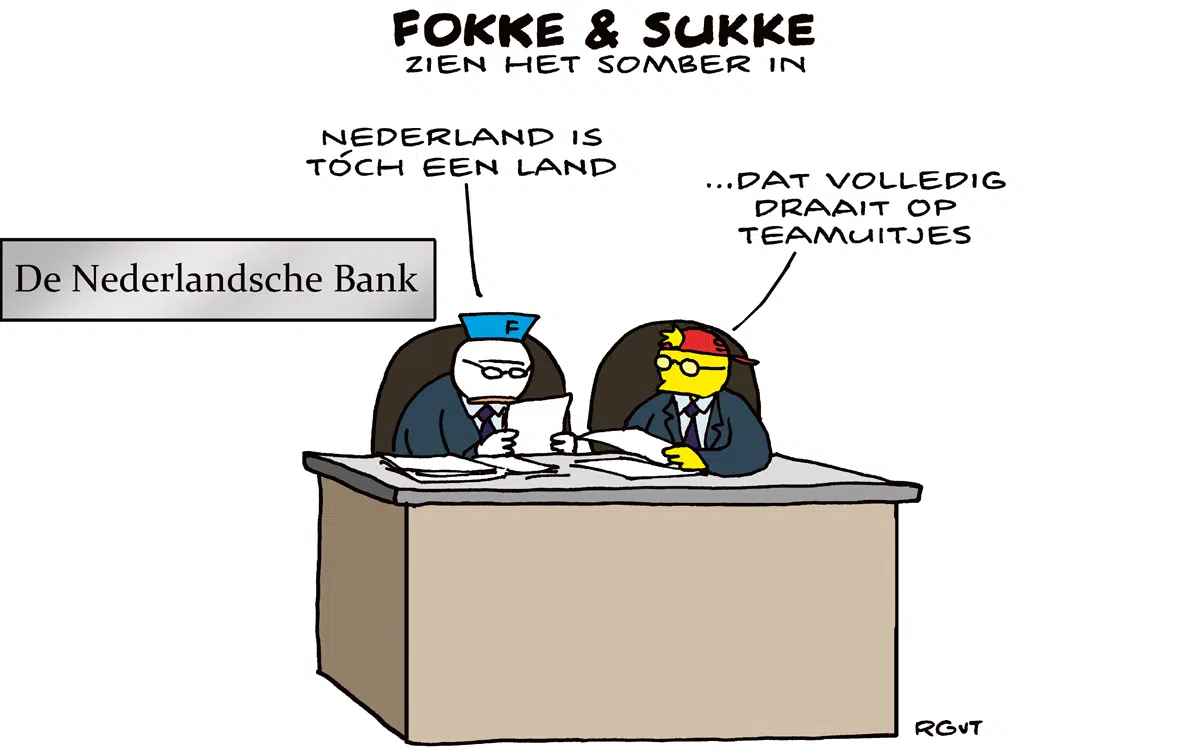 FOKKE & SUKKE
ZIEN HET SOMBER IN
NEDERLAND IS
TÓCH EEN LAND
...DAT VOLLEDIG
DRAAIT OP
TEAMUITJES
De Nederlandsche Bank
F
S
RGvT